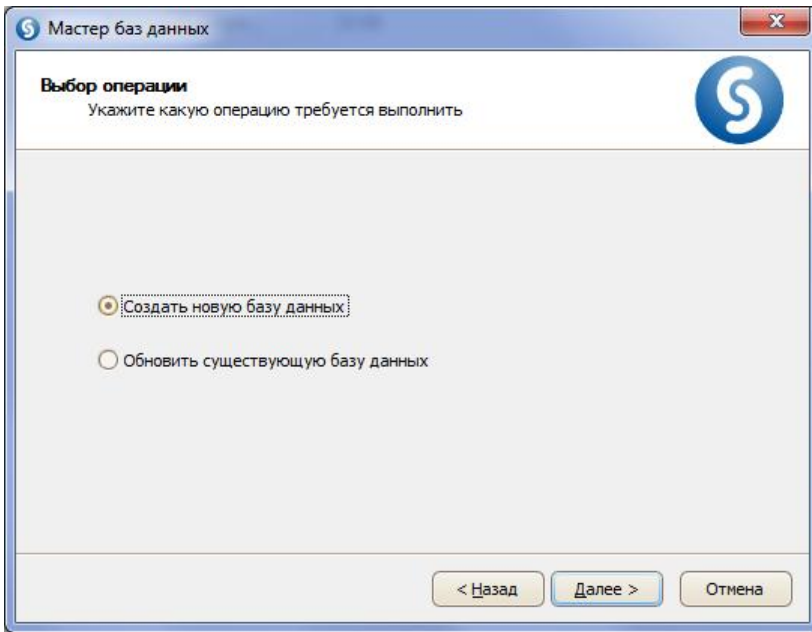 Мастер баз данных
Выбор операции
Укажите какую операцию требуется выполнить
Создать новую базу данных
Обновить существующую базу данных
< Назад
Далее >
Отмена